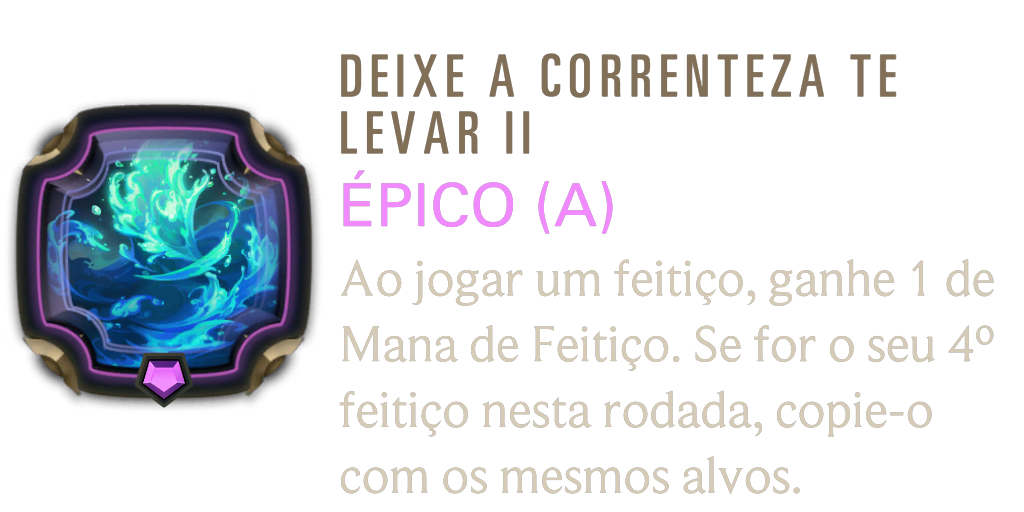 DEIXE A CORRENTEZA TE
LEVAR II
ÉPICO (A)
Ao jogar um feitiço, ganhe 1 de
Mana de Feitiço. Se for o seu 4º
feitiço nesta rodada, copie-o
com os mesmos alvos.